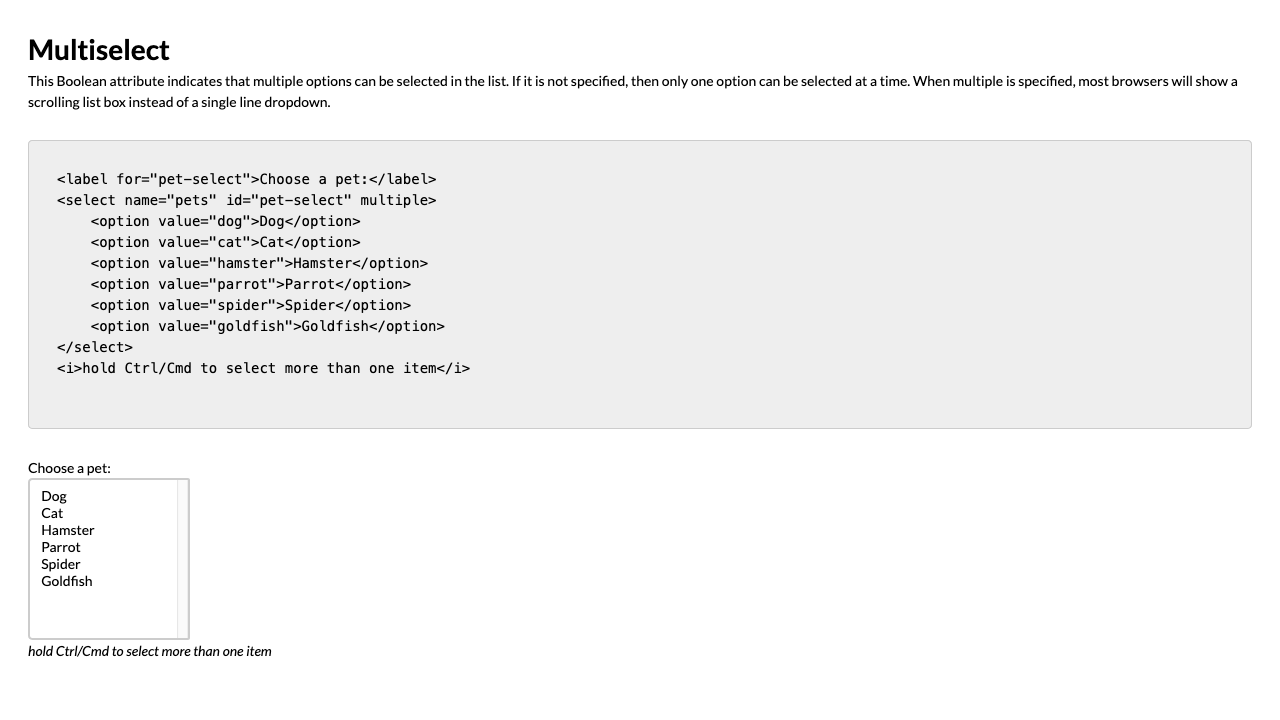 Multiselect
This Boolean attribute indicates that multiple options can be selected in the list. If it is not specified, then only one option can be selected at a time. When multiple is specified, most browsers will show a
scrolling list box instead of a single line dropdown.
<label for="pet-select">Choose a pet:</label>
<select name="pets" id="pet-select" multiple>
    <option value="dog">Dog</option>
    <option value="cat">Cat</option>
    <option value="hamster">Hamster</option>
    <option value="parrot">Parrot</option>
    <option value="spider">Spider</option>
    <option value="goldfish">Goldfish</option>
</select>
<i>hold Ctrl/Cmd to select more than one item</i>
Choose a pet:
Dog
Cat
Hamster
Parrot
Spider
Goldfish
hold Ctrl/Cmd to select more than one item